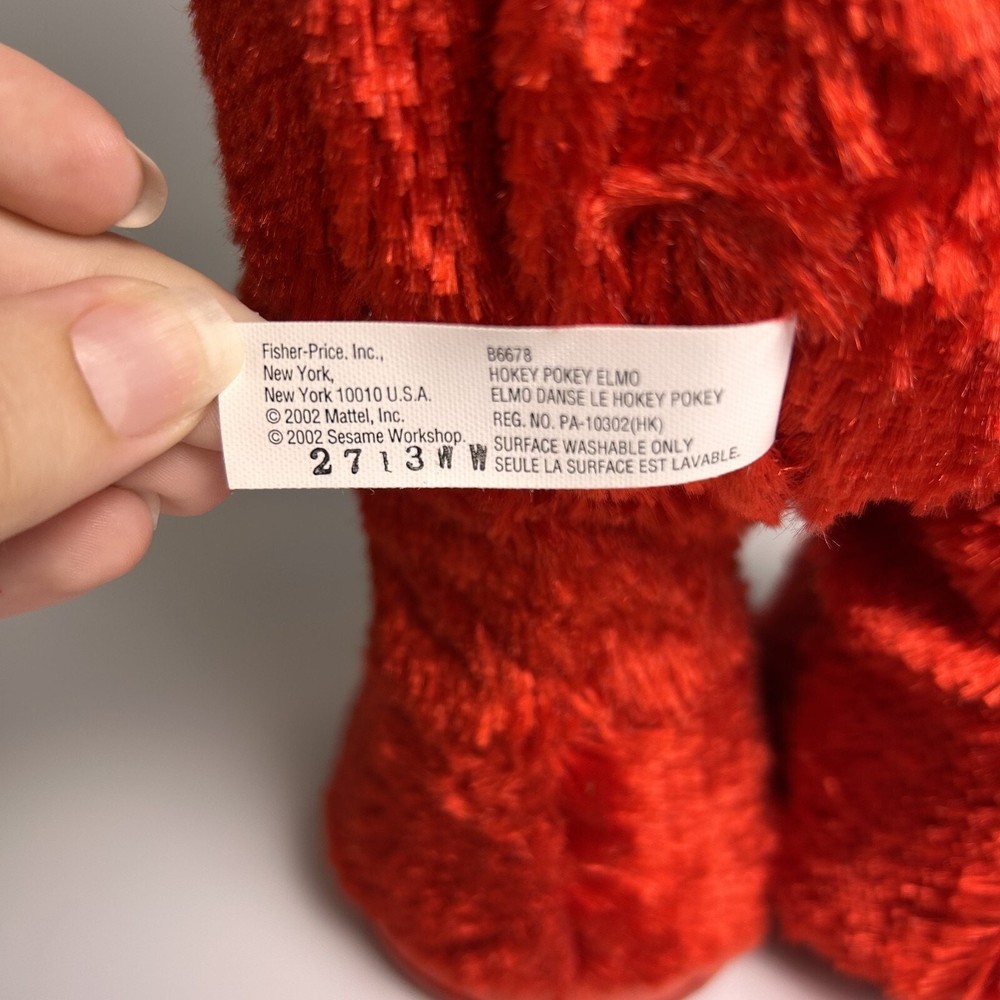 Fisher-Price. Inc.,
New York,
New York 10010 U.S.A.
© 2002 Mattel, Inc.
© 2002 Sesame Workshop.
2713WW
B6678
HOKEY POKEY ELMO
ELMO DANSE LE HOKEY POKEY
REG. NO. PA-10302(HK)
SURFACE WASHABLE ONLY
SEULE LA SURFACE EST LAVABLE.